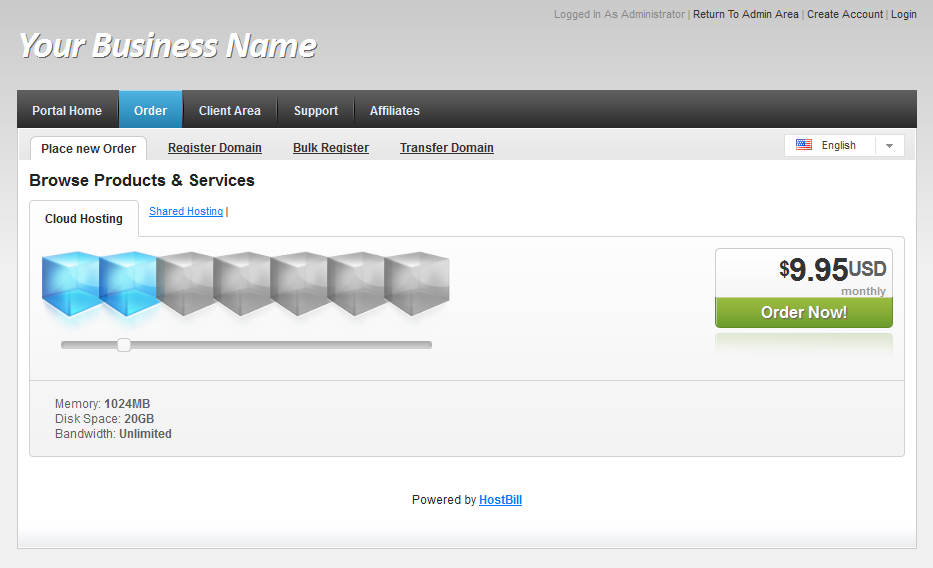 Logged In As Administrator | Return To Admin Area | Create Account | Login
Your Business Name
Portal Home Order Client Area Support Affiliates
Place new Order Register Domain Bulk Register Transfer Domain English
Browse Products & Services
Cloud Hosting Shared Hosting |
$9.95USD
monthly
Order Now!
Memory: 1024MB
Disk Space: 20GB
Bandwidth: Unlimited
Powered by HostBill